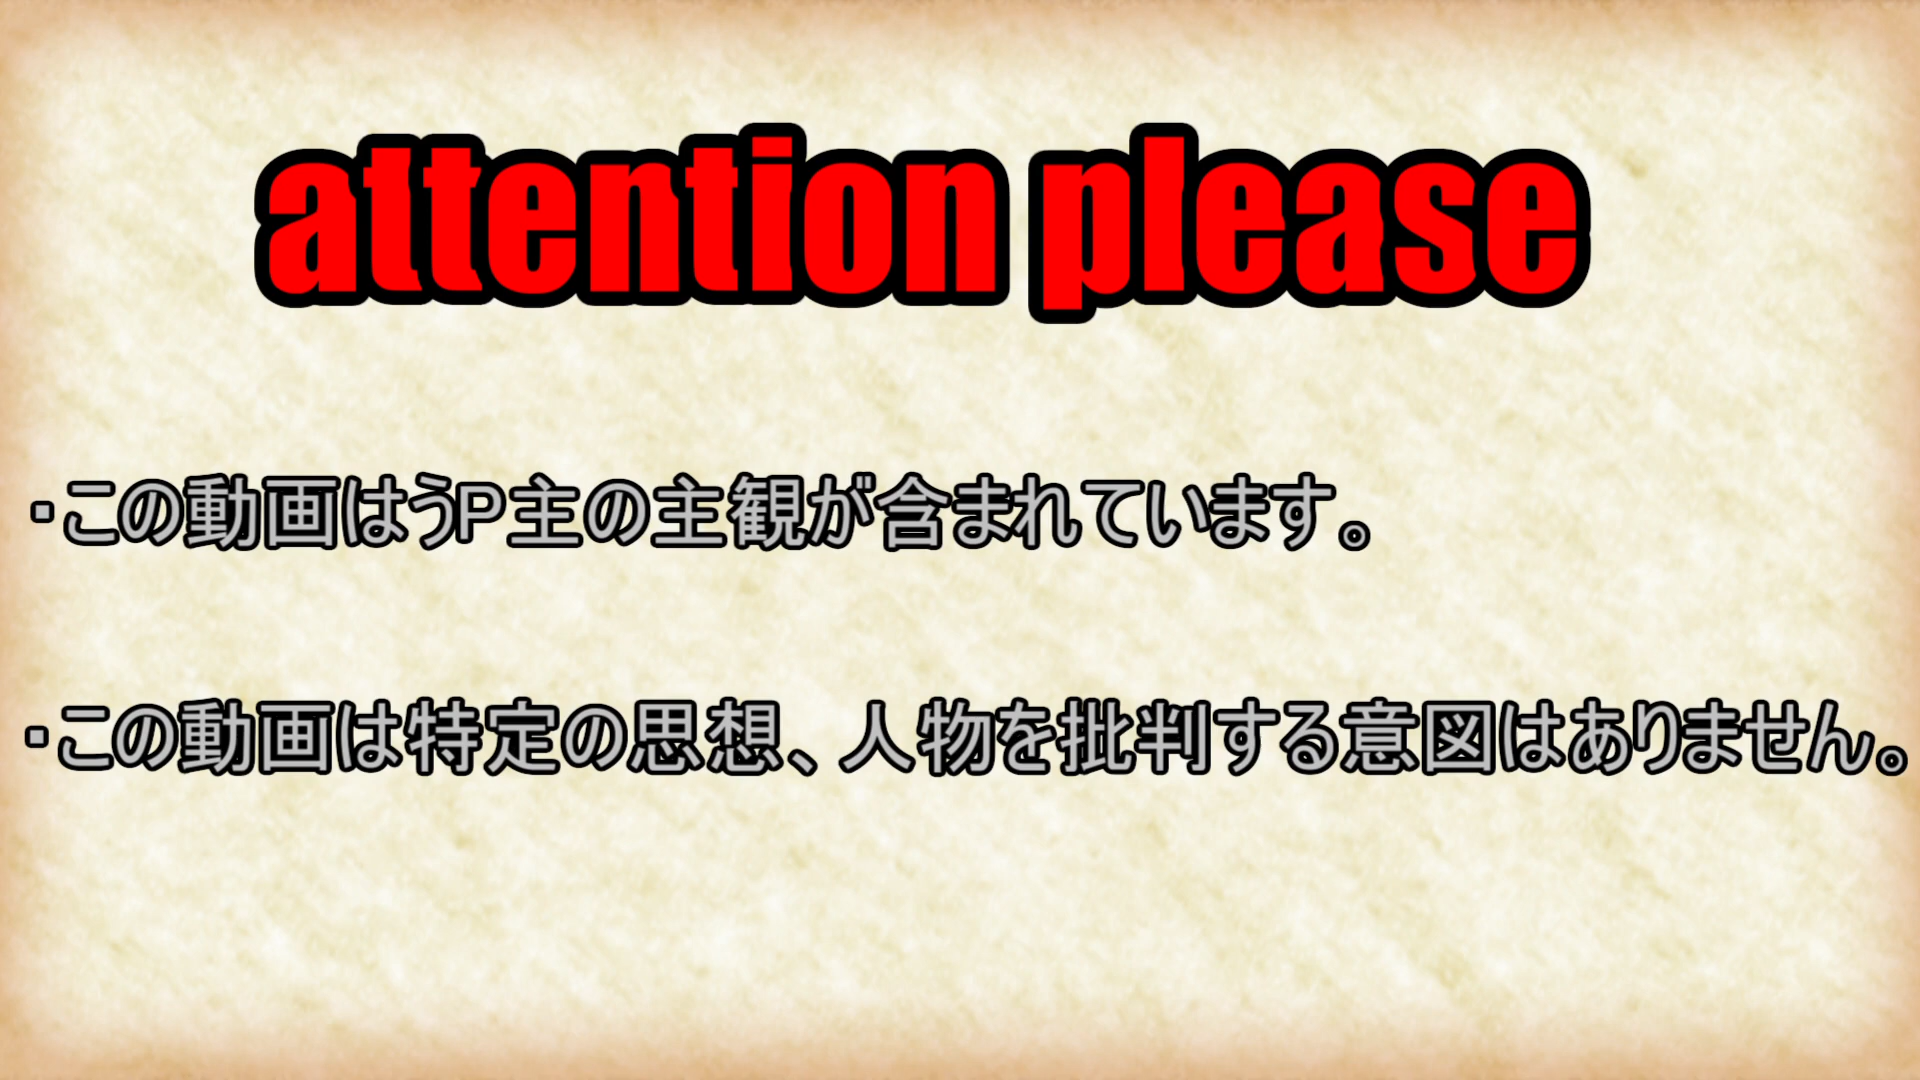 attention please
・この動画はうP主の主観が含まれています。
・この動画は特定の思想、人物を批判する意図はありません。